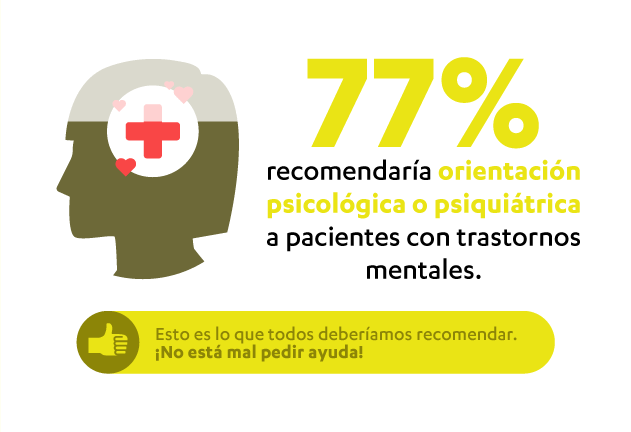 77%
recomendaría orientación
psicológica o psiquiátrica
a pacientes con trastornos
mentales.
Esto es lo que todos deberíamos recomendar.
¡No está mal pedir ayuda!